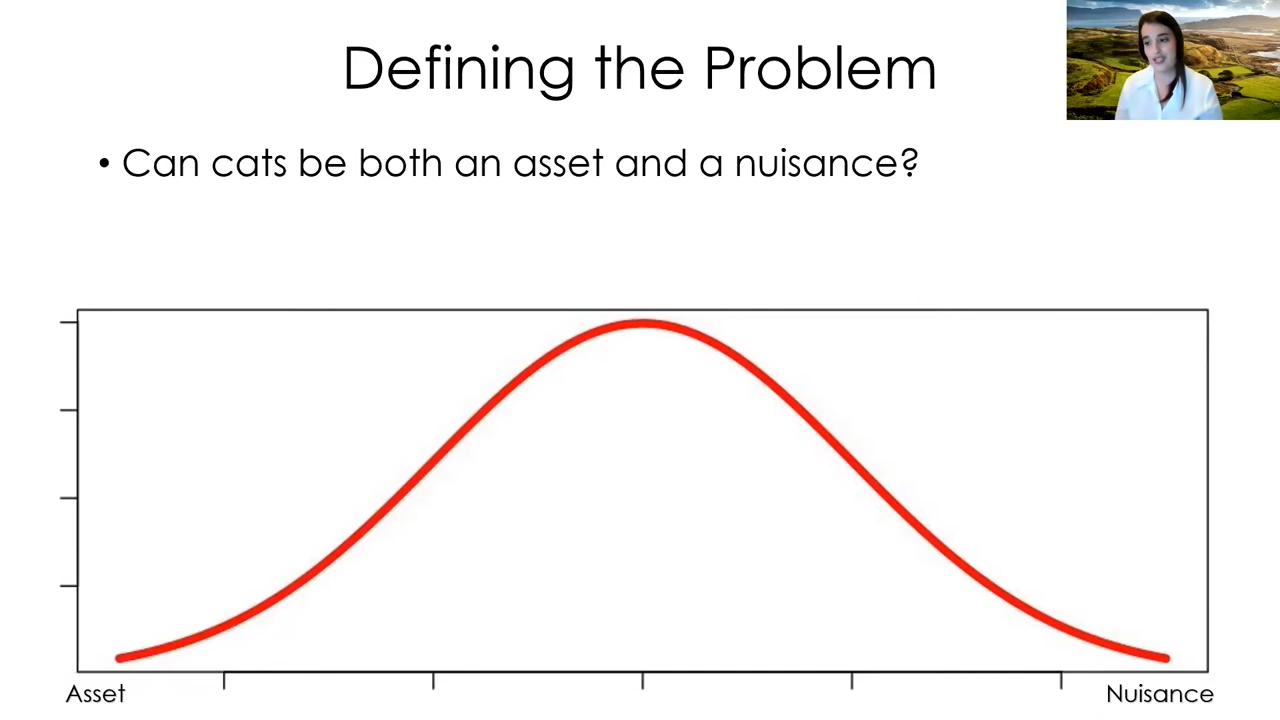 Defining the Problem
• Can cats be both an asset and a nuisance?
Asset
Nuisance